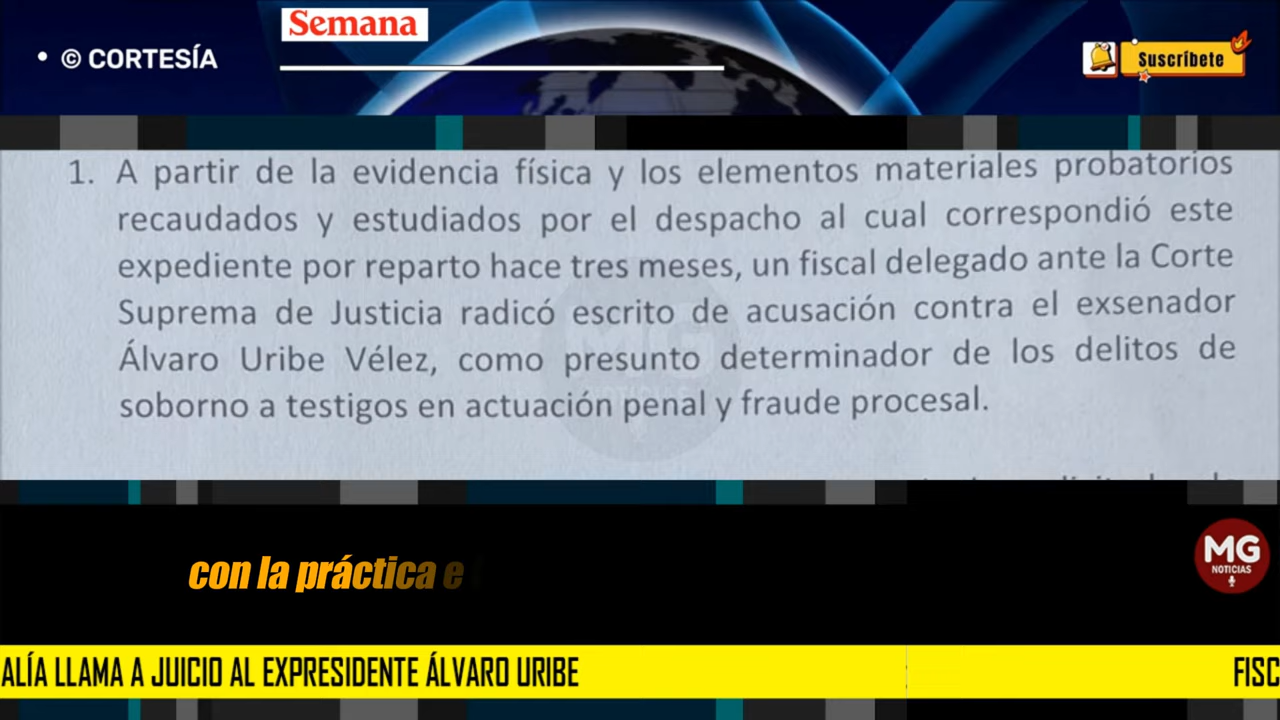 Semana
• © CORTESÍA
Suscríbete
1. A partir de la evidencia física y los elementos materiales probatorios
recaudados y estudiados por el despacho al cual correspondió este
expediente por reparto hace tres meses, un fiscal delegado ante la Corte
Suprema de Justicia radicó escrito de acusación contra el exsenador
Álvaro Uribe Vélez, como presunto determinador de los delitos de
soborno a testigos en actuación penal y fraude procesal.
MG
NOTICIAS
con la práctica e
MG
NOTICIAS
ALÍA LLAMA A JUICIO AL EXPRESIDENTE ÁLVARO URIBE
FISC